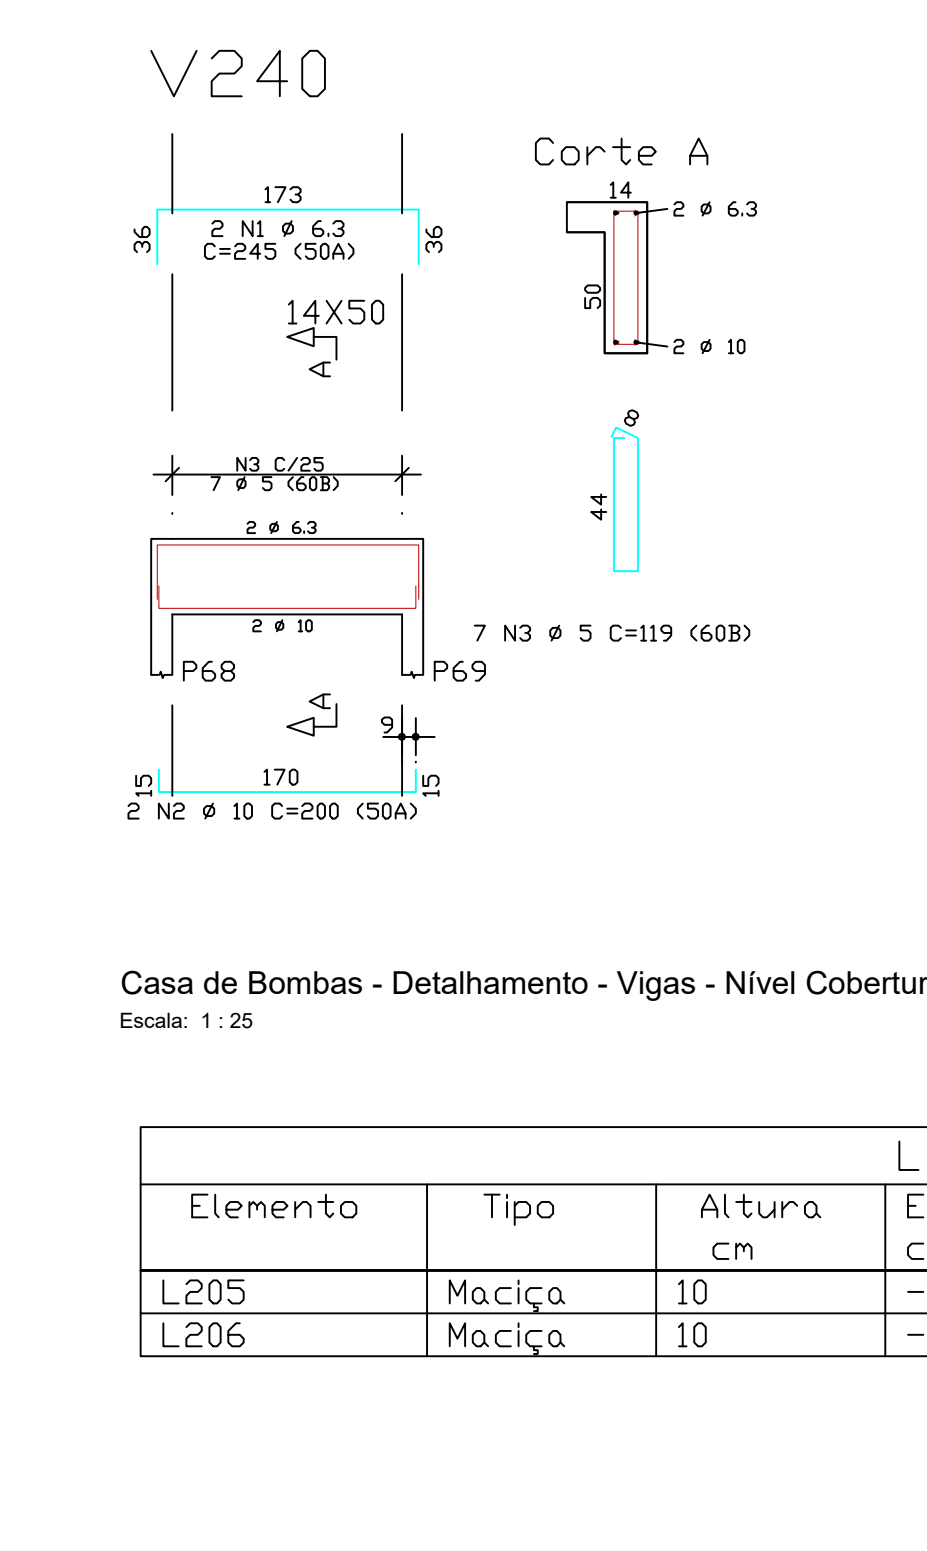 V240
Corte A
173
36
2 N1 Ø 6.3
36
C=245 (50A)
14
2 Ø 6.3
50
2 Ø 10
14X50
A
8
44
N3 C/25
7 Ø 5 (60B)
2 Ø 6.3
2 Ø 10
7 N3 Ø 5 C=119 (60B)
P68
P69
A
9
15
170
15
2 N2 Ø 10 C=200 (50A)
Casa de Bombas - Detalhamento - Vigas - Nível Cobertur
Escala: 1 : 25
L
Elemento Tipo Altura E
cm c
L205 Maciça 10 -
L206 Maciça 10 -